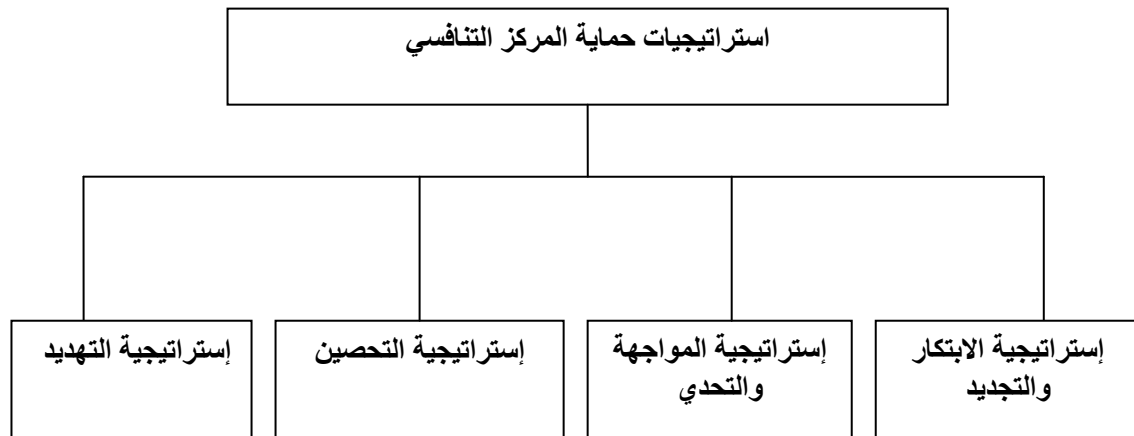 استراتيجيات حماية المركز التنافسي
إستراتيجية الابتكار
والتجديد
إستراتيجية المواجهة
والتحدي
إستراتيجية التحصين
إستراتيجية التهديد